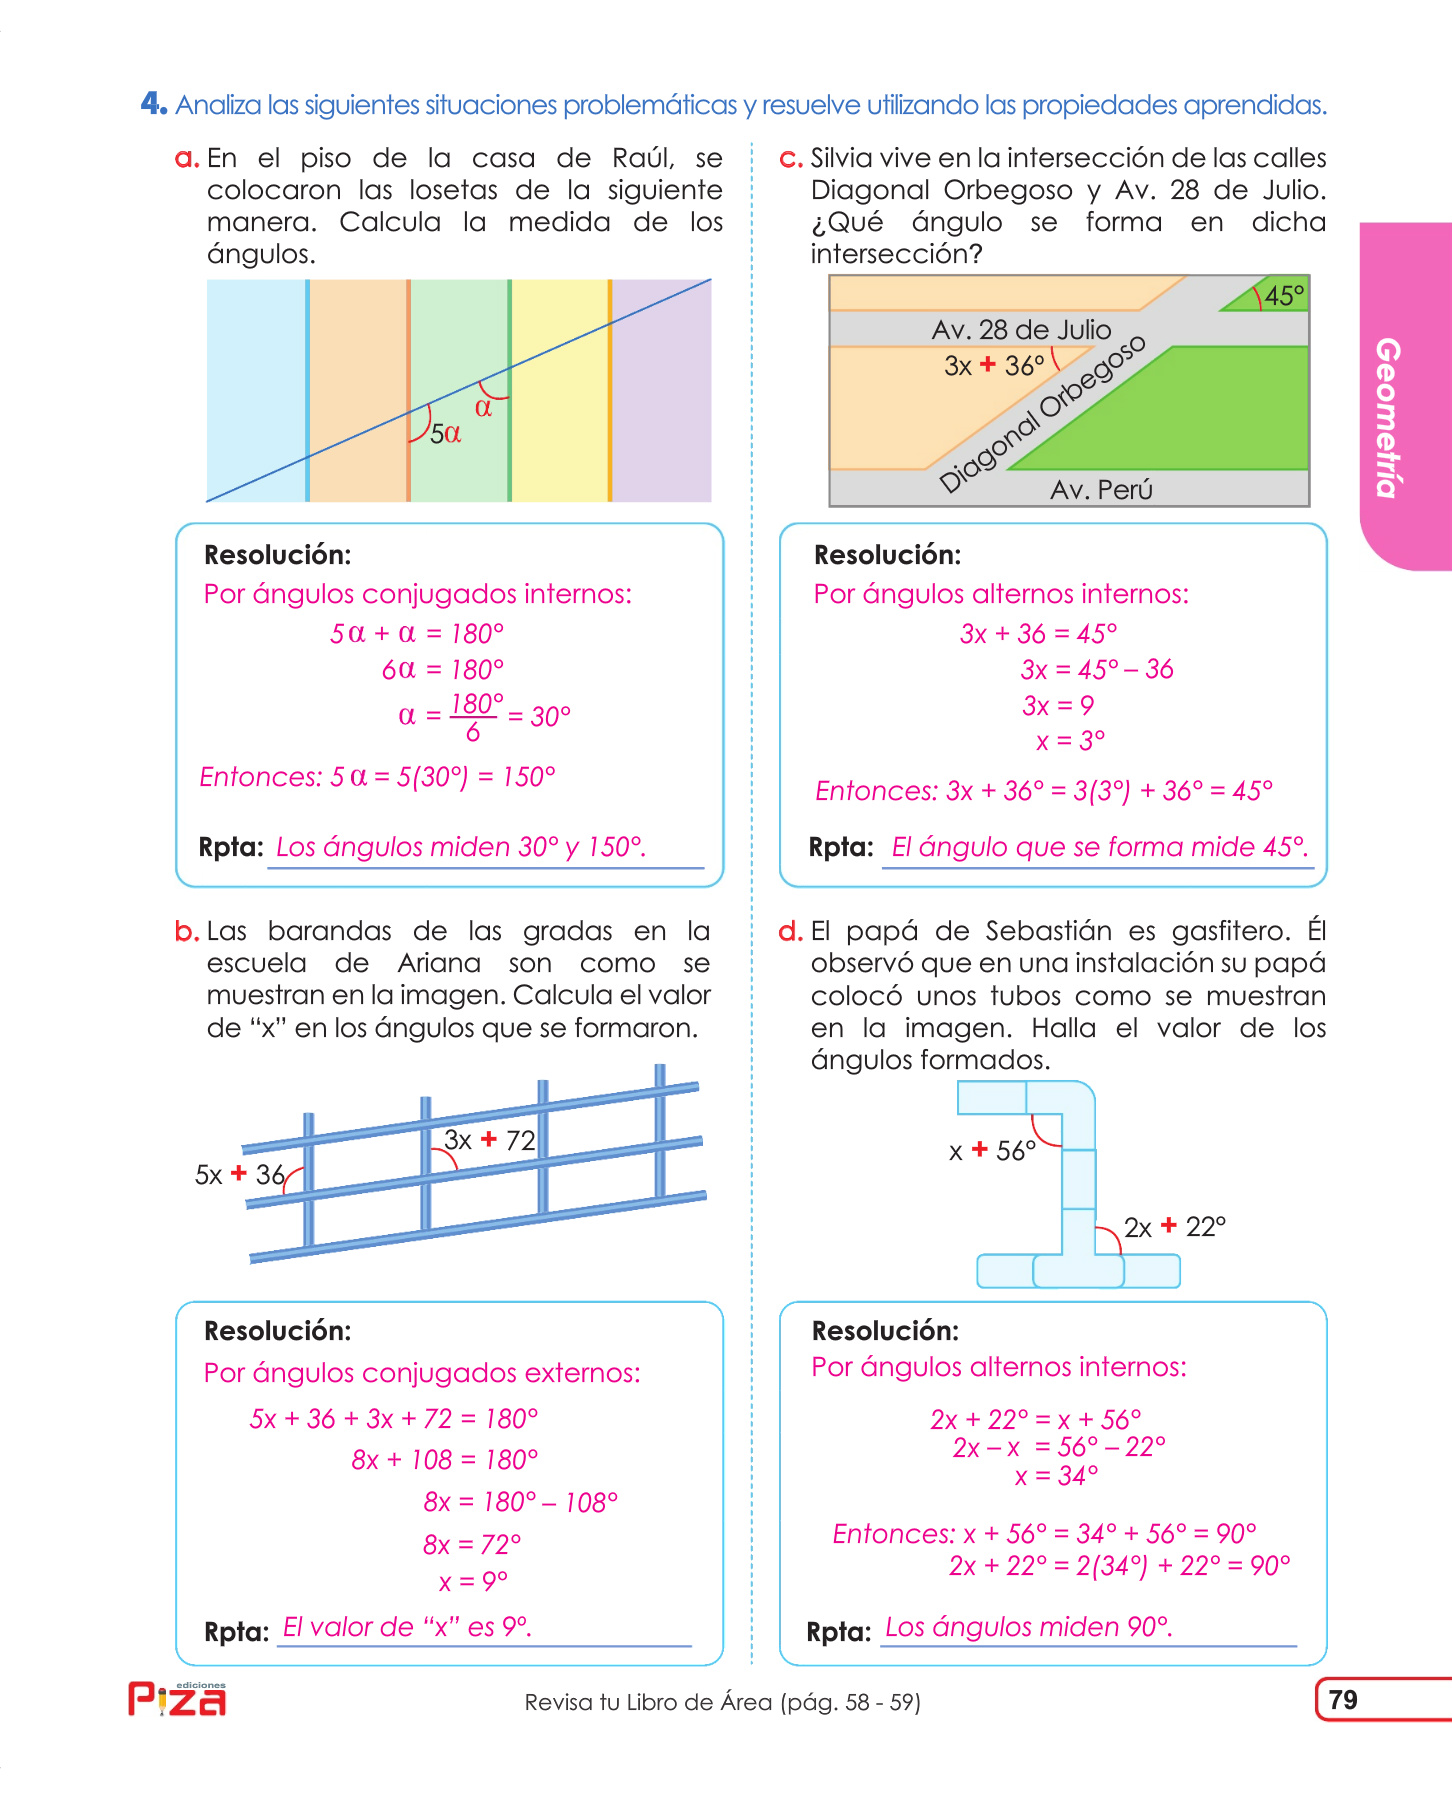 4. Analiza las siguientes situaciones problemáticas y resuelve utilizando las propiedades aprendidas.
a. En el piso de la casa de Raúl, se
colocaron las losetas de la siguiente
manera. Calcula la medida de los
ángulos.
α
5α
Resolución:
Por ángulos conjugados internos:
5α + α = 180°
6α = 180°
α = 180°/6 = 30°
Entonces: 5α = 5(30°) = 150°
Rpta: Los ángulos miden 30° y 150°.
b. Las barandas de las gradas en la
escuela de Ariana son como se
muestran en la imagen. Calcula el valor
de “x” en los ángulos que se formaron.
3x + 72
5x + 36
Resolución:
Por ángulos conjugados externos:
5x + 36 + 3x + 72 = 180°
8x + 108 = 180°
8x = 180° – 108°
8x = 72°
x = 9°
Rpta: El valor de “x” es 9°.
c. Silvia vive en la intersección de las calles
Diagonal Orbegoso y Av. 28 de Julio.
¿Qué ángulo se forma en dicha
intersección?
45°
Av. 28 de Julio
3x + 36°
Diagonal Orbegoso
Av. Perú
Resolución:
Por ángulos alternos internos:
3x + 36 = 45°
3x = 45° – 36
3x = 9
x = 3°
Entonces: 3x + 36° = 3(3°) + 36° = 45°
Rpta: El ángulo que se forma mide 45°.
d. El papá de Sebastián es gasfitero. Él
observó que en una instalación su papá
colocó unos tubos como se muestran
en la imagen. Halla el valor de los
ángulos formados.
x + 56°
2x + 22°
Resolución:
Por ángulos alternos internos:
2x + 22° = x + 56°
2x – x = 56° – 22°
x = 34°
Entonces: x + 56° = 34° + 56° = 90°
2x + 22° = 2(34°) + 22° = 90°
Rpta: Los ángulos miden 90°.
Geometría
ediciones
Piza
Revisa tu Libro de Área (pág. 58 - 59)
79